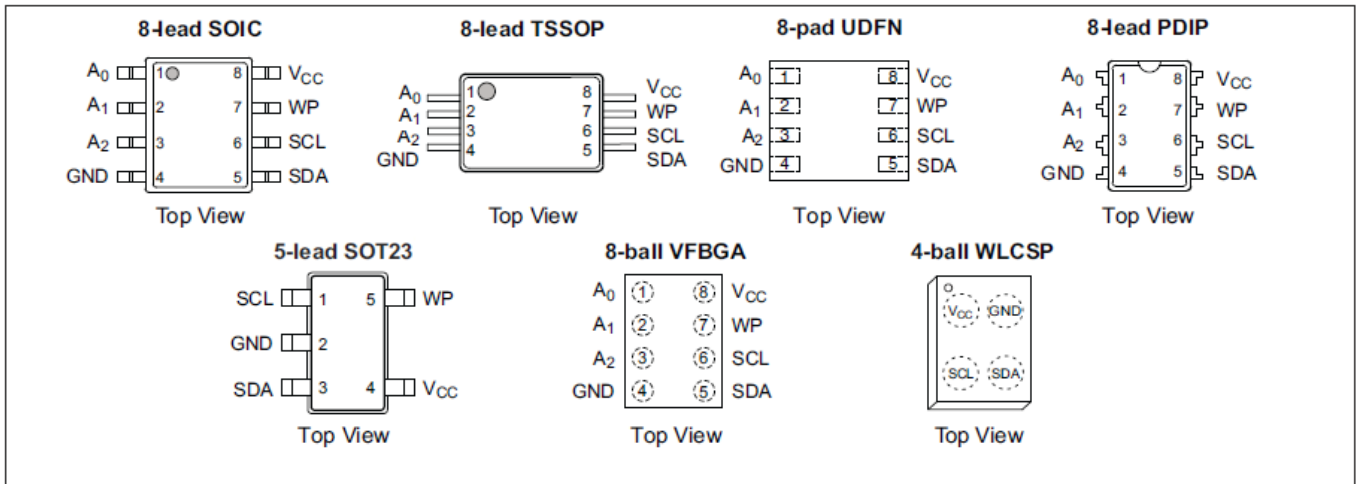 8-lead SOIC
A0 1 8 VCC
A1 2 7 WP
A2 3 6 SCL
GND 4 5 SDA
Top View
8-lead TSSOP
A0 1 8 VCC
A1 2 7 WP
A2 3 6 SCL
GND 4 5 SDA
Top View
8-pad UDFN
A0 1 8 VCC
A1 2 7 WP
A2 3 6 SCL
GND 4 5 SDA
Top View
8-lead PDIP
A0 1 8 VCC
A1 2 7 WP
A2 3 6 SCL
GND 4 5 SDA
Top View
5-lead SOT23
SCL 1 5 WP
GND 2
SDA 3 4 VCC
Top View
8-ball VFBGA
A0 1 8 VCC
A1 2 7 WP
A2 3 6 SCL
GND 4 5 SDA
Top View
4-ball WLCSP
VCC GND
SCL SDA
Top View